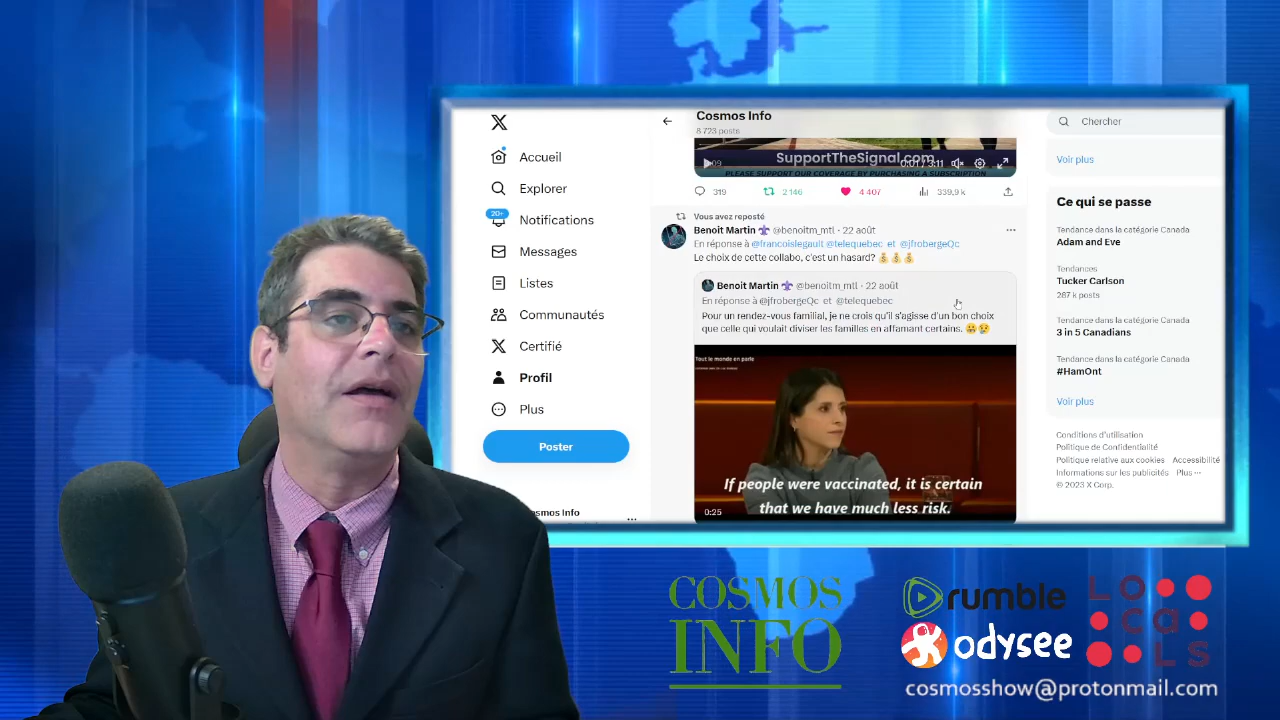 Cosmos Info
8 723 posts
Chercher
SupportTheSignal.com
0:01 / 3:11
PLEASE SUPPORT OUR COVERAGE BY PURCHASING A SUBSCRIPTION
319
2 146
4 407
339,9 k
Accueil
Explorer
20+
Notifications
Messages
Listes
Communautés
Certifié
Profil
Plus
Poster
Cosmos Info
Vous avez reposté
Benoit Martin @benoitm_mtl · 22 août
En réponse à @francoislegault @telequebec et @jfrobergeQc
Le choix de cette collabo, c'est un hasard? 💰💰💰
Benoit Martin @benoitm_mtl · 22 août
En réponse à @jfrobergeQc et @telequebec
Pour un rendez-vous familial, je ne crois qu'il s'agisse d'un bon choix
que celle qui voulait diviser les familles en affamant certains.
Tout le monde en parle
If people were vaccinated, it is certain
that we have much less risk.
0:25
Voir plus
Ce qui se passe
Tendance dans la catégorie Canada
Adam and Eve
Tendances
Tucker Carlson
287 k posts
Tendance dans la catégorie Canada
3 in 5 Canadians
Tendance dans la catégorie Canada
#HamOnt
Voir plus
Conditions d'utilisation
Politique de Confidentialité
Politique relative aux cookies Accessibilité
Informations sur les publicités Plus ···
© 2023 X Corp.
COSMOS
INFO
rumble
odysee
LOcaLS
cosmosshow@protonmail.com